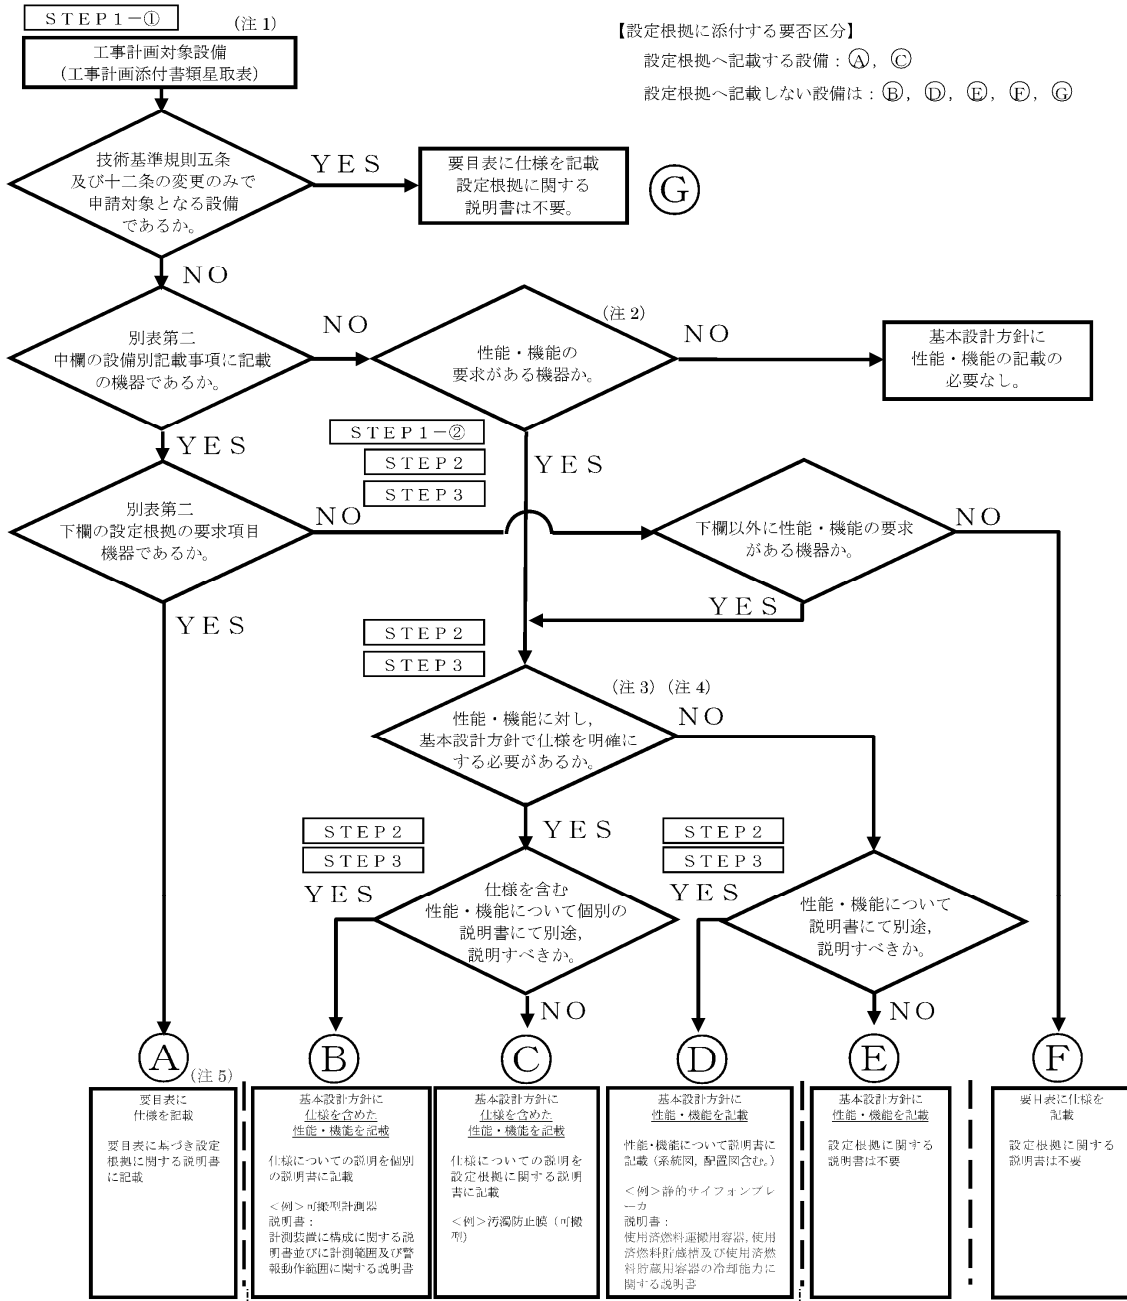 ＳＴＥＰ１－①
（注 1）
工事計画対象設備
（工事計画添付書類星取表）
【設定根拠に添付する要否区分】
設定根拠へ記載する設備：Ⓐ，Ⓒ
設定根拠へ記載しない設備は：Ⓑ，Ⓓ，Ⓔ，Ⓕ，Ⓖ
技術基準規則五条
及び十二条の変更のみで
申請対象となる設備
であるか。
ＹＥＳ
要目表に仕様を記載
設定根拠に関する
説明書は不要。
Ⓖ
ＮＯ
別表第二
中欄の設備別記載事項に記載
の機器であるか。
ＮＯ
（注 2）
性能・機能の
要求がある機器か。
ＮＯ
基本設計方針に
性能・機能の記載の
必要なし。
ＹＥＳ
ＳＴＥＰ１－②
ＳＴＥＰ２
ＳＴＥＰ３
ＹＥＳ
別表第二
下欄の設定根拠の要求項目
機器であるか。
ＮＯ
下欄以外に性能・機能の要求
がある機器か。
ＮＯ
ＹＥＳ
ＹＥＳ
ＳＴＥＰ２
ＳＴＥＰ３
（注 3）（注 4）
性能・機能に対し，
基本設計方針で仕様を明確に
する必要があるか。
ＮＯ
ＹＥＳ
ＳＴＥＰ２
ＳＴＥＰ３
ＹＥＳ
仕様を含む
性能・機能について個別の
説明書にて別途，
説明すべきか。
ＮＯ
ＳＴＥＰ２
ＳＴＥＰ３
ＹＥＳ
性能・機能について
説明書にて別途，
説明すべきか。
ＮＯ
Ⓐ
（注 5）
要目表に
仕様を記載
要目表に基づき設定
根拠に関する説明書
に記載
Ⓑ
基本設計方針に
仕様を含めた
性能・機能を記載
仕様についての説明を個別
の説明書に記載
＜例＞可搬型計測器
説明書：
計測装置に構成に関する説
明書並びに計測範囲及び警
報動作範囲に関する説明書
Ⓒ
基本設計方針に
仕様を含めた
性能・機能を記載
仕様についての説明を
設定根拠に関する説明
書に記載
＜例＞汚濁防止膜（可搬
型）
Ⓓ
基本設計方針に
性能・機能を記載
性能・機能について説明書に
記載（系統図，配置図含む。）
＜例＞静的サイフォンブレ
ーカ
説明書：
使用済燃料運搬用容器，使用
済燃料貯蔵槽及び使用済燃
料貯蔵用容器の冷却能力に
関する説明書
Ⓔ
基本設計方針に
性能・機能を記載
設定根拠に関する
説明書は不要
Ⓕ
要目表に仕様を
記載
設定根拠に関する
説明書は不要